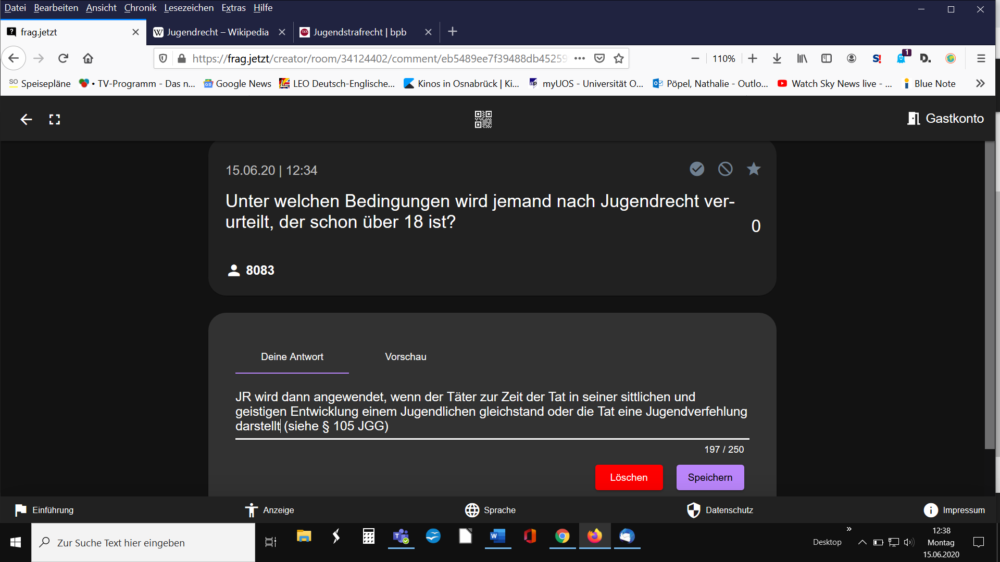 Datei Bearbeiten Ansicht Chronik Lesezeichen Extras Hilfe
frag.jetzt
Jugendrecht – Wikipedia
Jugendstrafrecht | bpb
https://frag.jetzt/creator/room/34124402/comment/eb5489ee7f39488db45259
110%
1
Speisepläne
• TV-Programm - Das n...
Google News
LEO Deutsch-Englische...
Kinos in Osnabrück | Ki...
myUOS - Universität O...
Pöpel, Nathalie - Outlo...
Watch Sky News live - ...
Blue Note
Gastkonto
15.06.20 | 12:34
Unter welchen Bedingungen wird jemand nach Jugendrecht ver-
urteilt, der schon über 18 ist?
0
8083
Deine Antwort
Vorschau
JR wird dann angewendet, wenn der Täter zur Zeit der Tat in seiner sittlichen und
geistigen Entwicklung einem Jugendlichen gleichstand oder die Tat eine Jugendverfehlung
darstellt (siehe § 105 JGG)
197 / 250
Löschen
Speichern
Einführung
Anzeige
Sprache
Datenschutz
Impressum
Zur Suche Text hier eingeben
Desktop
12:38
Montag
15.06.2020